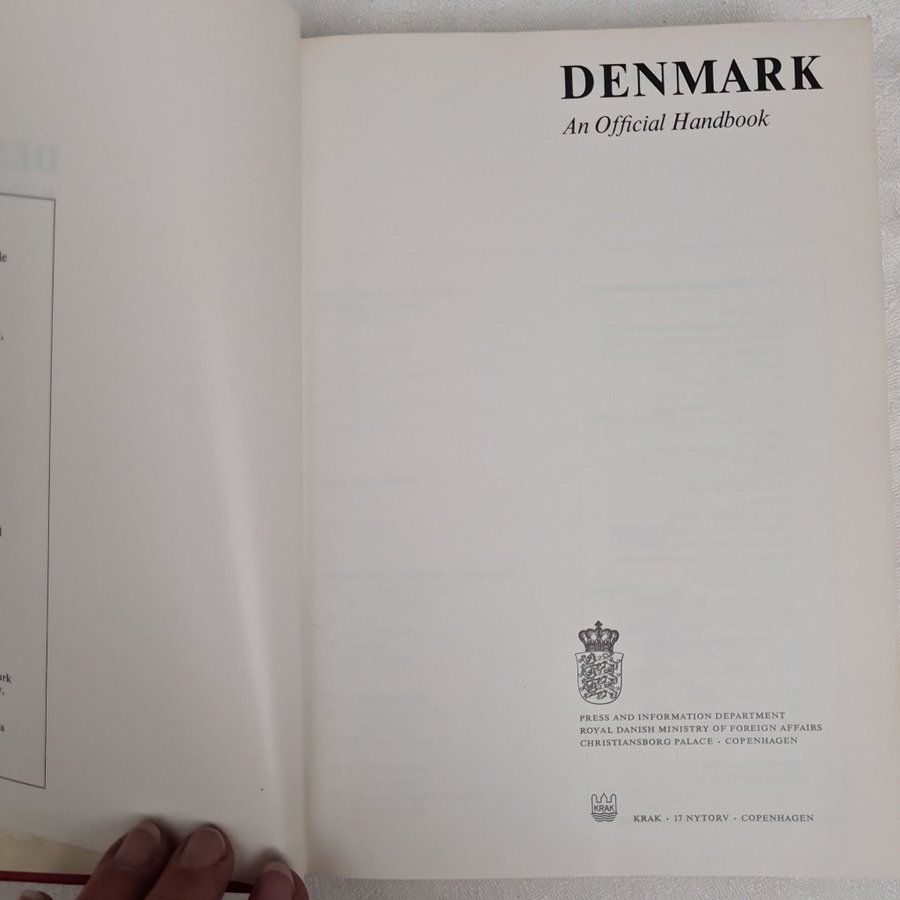 DENMARK
An Official Handbook
PRESS AND INFORMATION DEPARTMENT
ROYAL DANISH MINISTRY OF FOREIGN AFFAIRS
CHRISTIANSBORG PALACE · COPENHAGEN
KRAK
KRAK · 17 NYTORV · COPENHAGEN